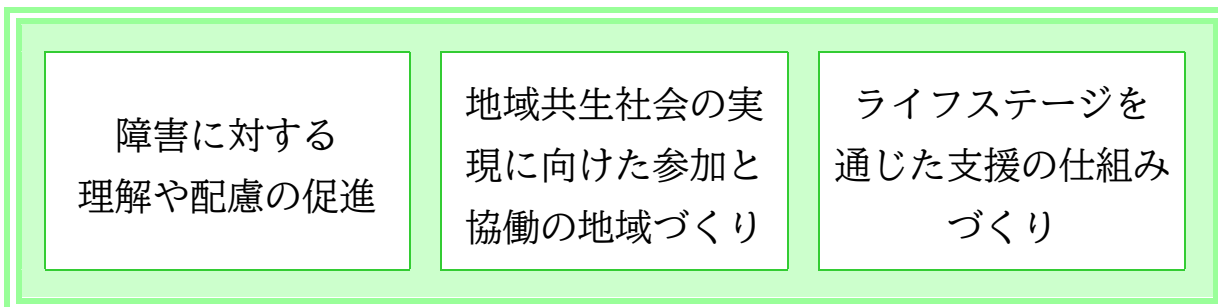 障害に対する
理解や配慮の促進
地域共生社会の実
現に向けた参加と
協働の地域づくり
ライフステージを
通じた支援の仕組み
づくり